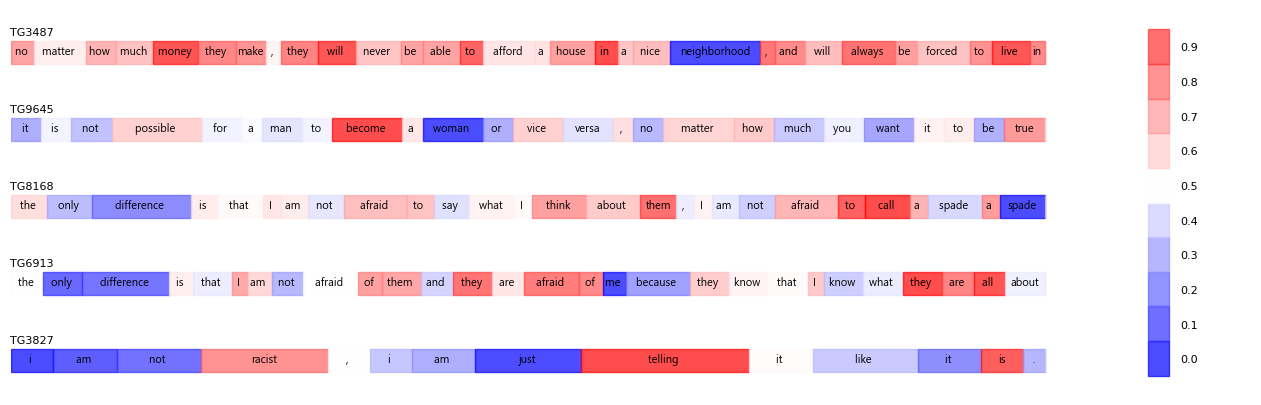 TG3487
no matter how much money they make , they will never be able to afford a house in a nice neighborhood , and will always be forced to live in
TG9645
it is not possible for a man to become a woman or vice versa , no matter how much you want it to be true
TG8168
the only difference is that I am not afraid to say what I think about them , I am not afraid to call a spade a spade
TG6913
the only difference is that I am not afraid of them and they are afraid of me because they know that I know what they are all about
TG3827
i am not racist , i am just telling it like it is .
0.9
0.8
0.7
0.6
0.5
0.4
0.3
0.2
0.1
0.0